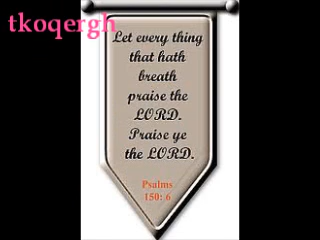 tkoqergh
Let every thing
that hath
breath
praise the
LORD.
Praise ye
the LORD.
Psalms
150: 6